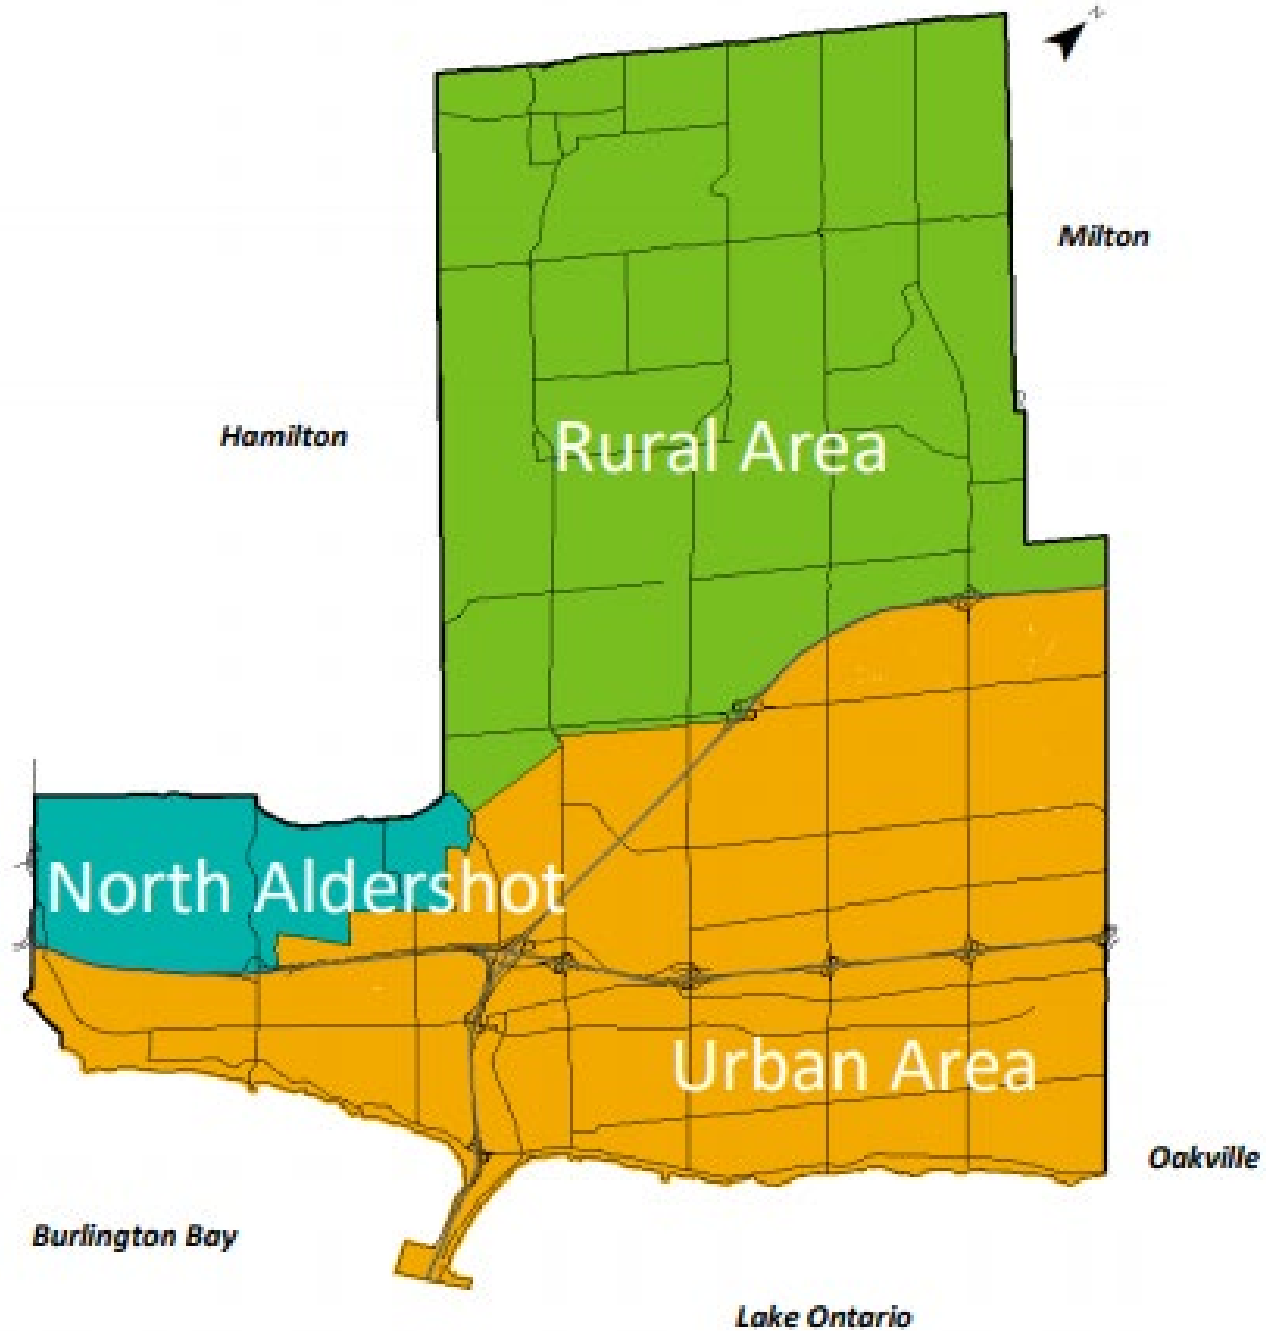 N
Milton
Hamilton
Rural Area
North Aldershot
Urban Area
Oakville
Burlington Bay
Lake Ontario